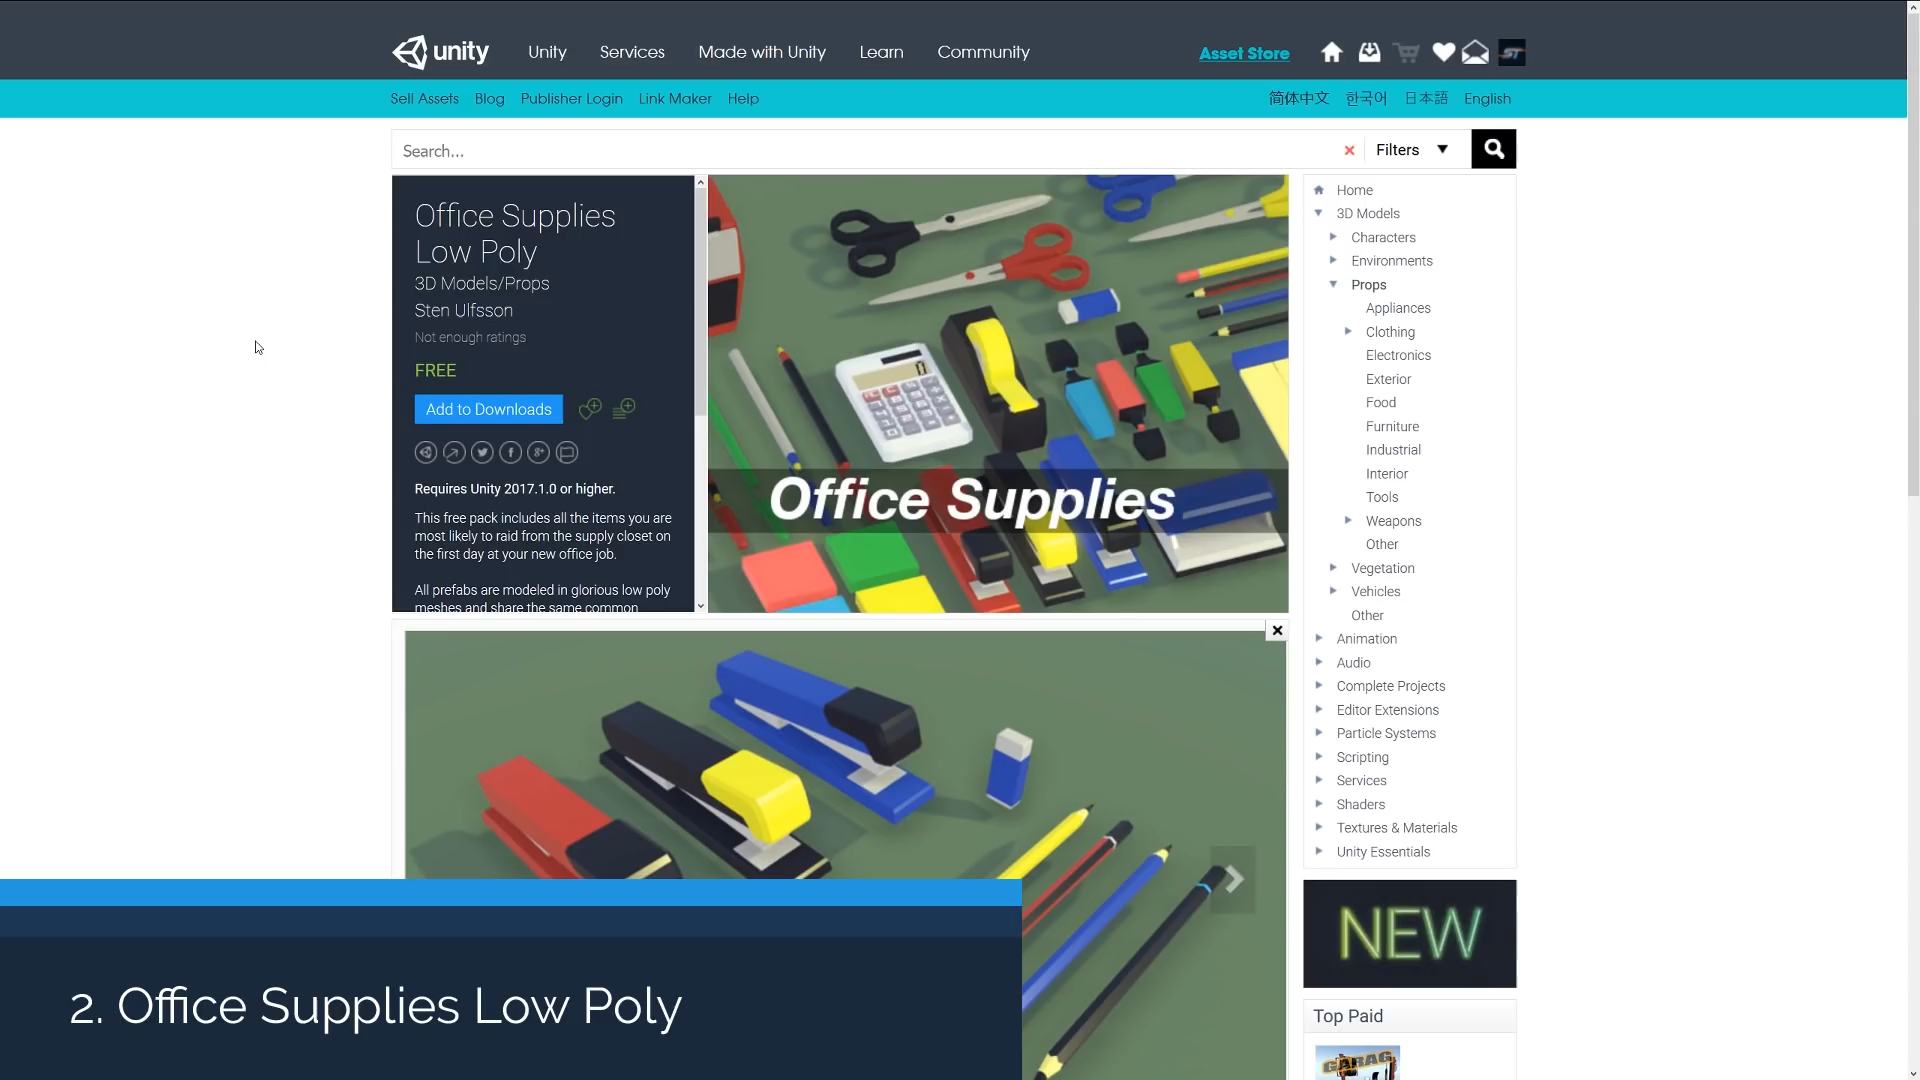 unity
Unity
Services
Made with Unity
Learn
Community
Asset Store
ST
Sell Assets
Blog
Publisher Login
Link Maker
Help
简体中文
한국어
日本語
English
Search...
Filters
Office Supplies
Low Poly
3D Models/Props
Sten Ulfsson
Not enough ratings
FREE
Add to Downloads
Requires Unity 2017.1.0 or higher.
This free pack includes all the items you are
most likely to raid from the supply closet on
the first day at your new office job.
All prefabs are modeled in glorious low poly
meshes and share the same common
0
Office Supplies
Home
3D Models
Characters
Environments
Props
Appliances
Clothing
Electronics
Exterior
Food
Furniture
Industrial
Interior
Tools
Weapons
Other
Vegetation
Vehicles
Other
Animation
Audio
Complete Projects
Editor Extensions
Particle Systems
Scripting
Services
Shaders
Textures & Materials
Unity Essentials
NEW
Top Paid
GARAG
2. Office Supplies Low Poly